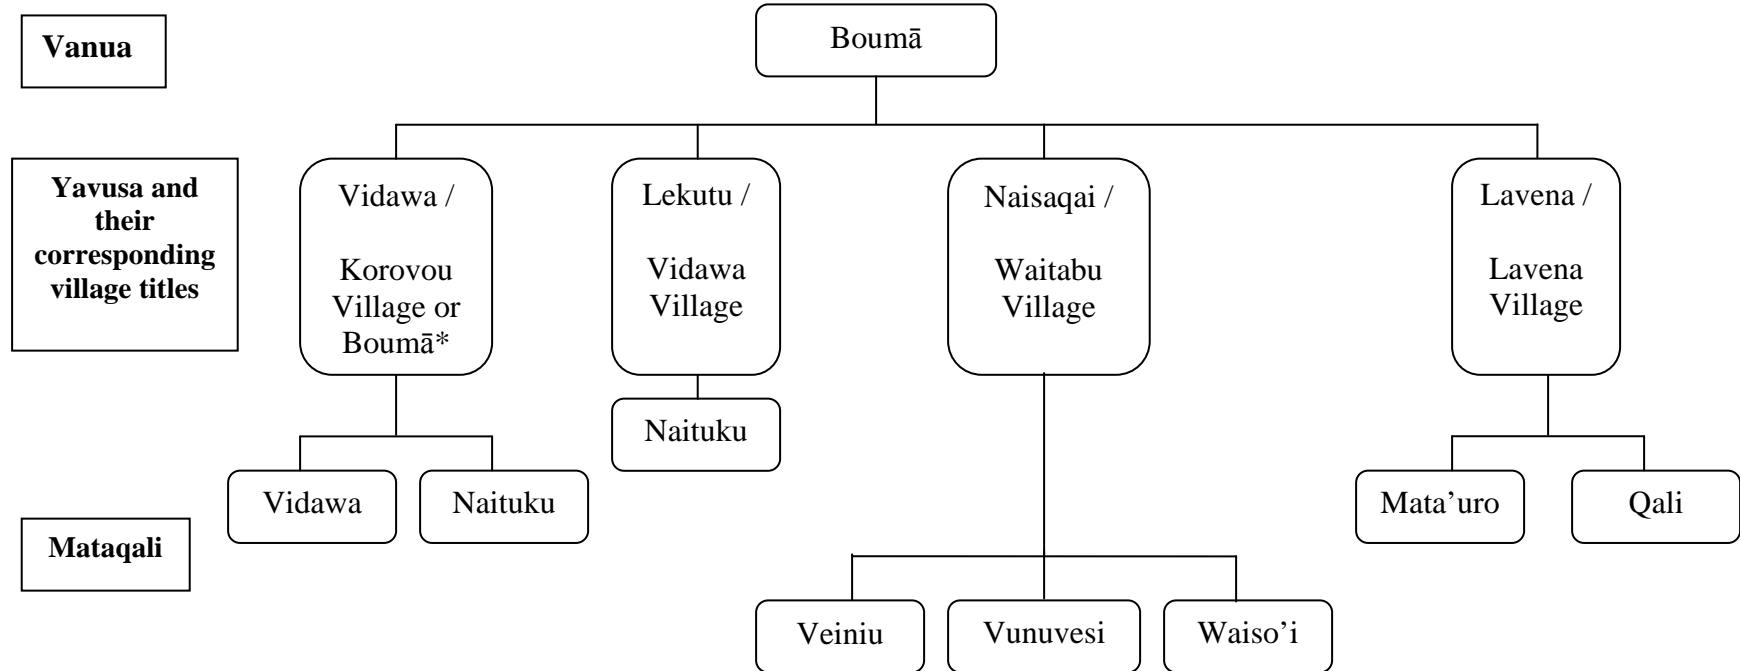 Vanua
Boumā
Yavusa and
their
corresponding
village titles
Vidawa /
Korovou
Village or
Boumā*
Lekutu /
Vidawa
Village
Naisaqai /
Waitabu
Village
Lavena /
Lavena
Village
Mataqali
Vidawa
Naituku
Naituku
Veiniu
Vunuvesi
Waiso’i
Mata’uro
Qali